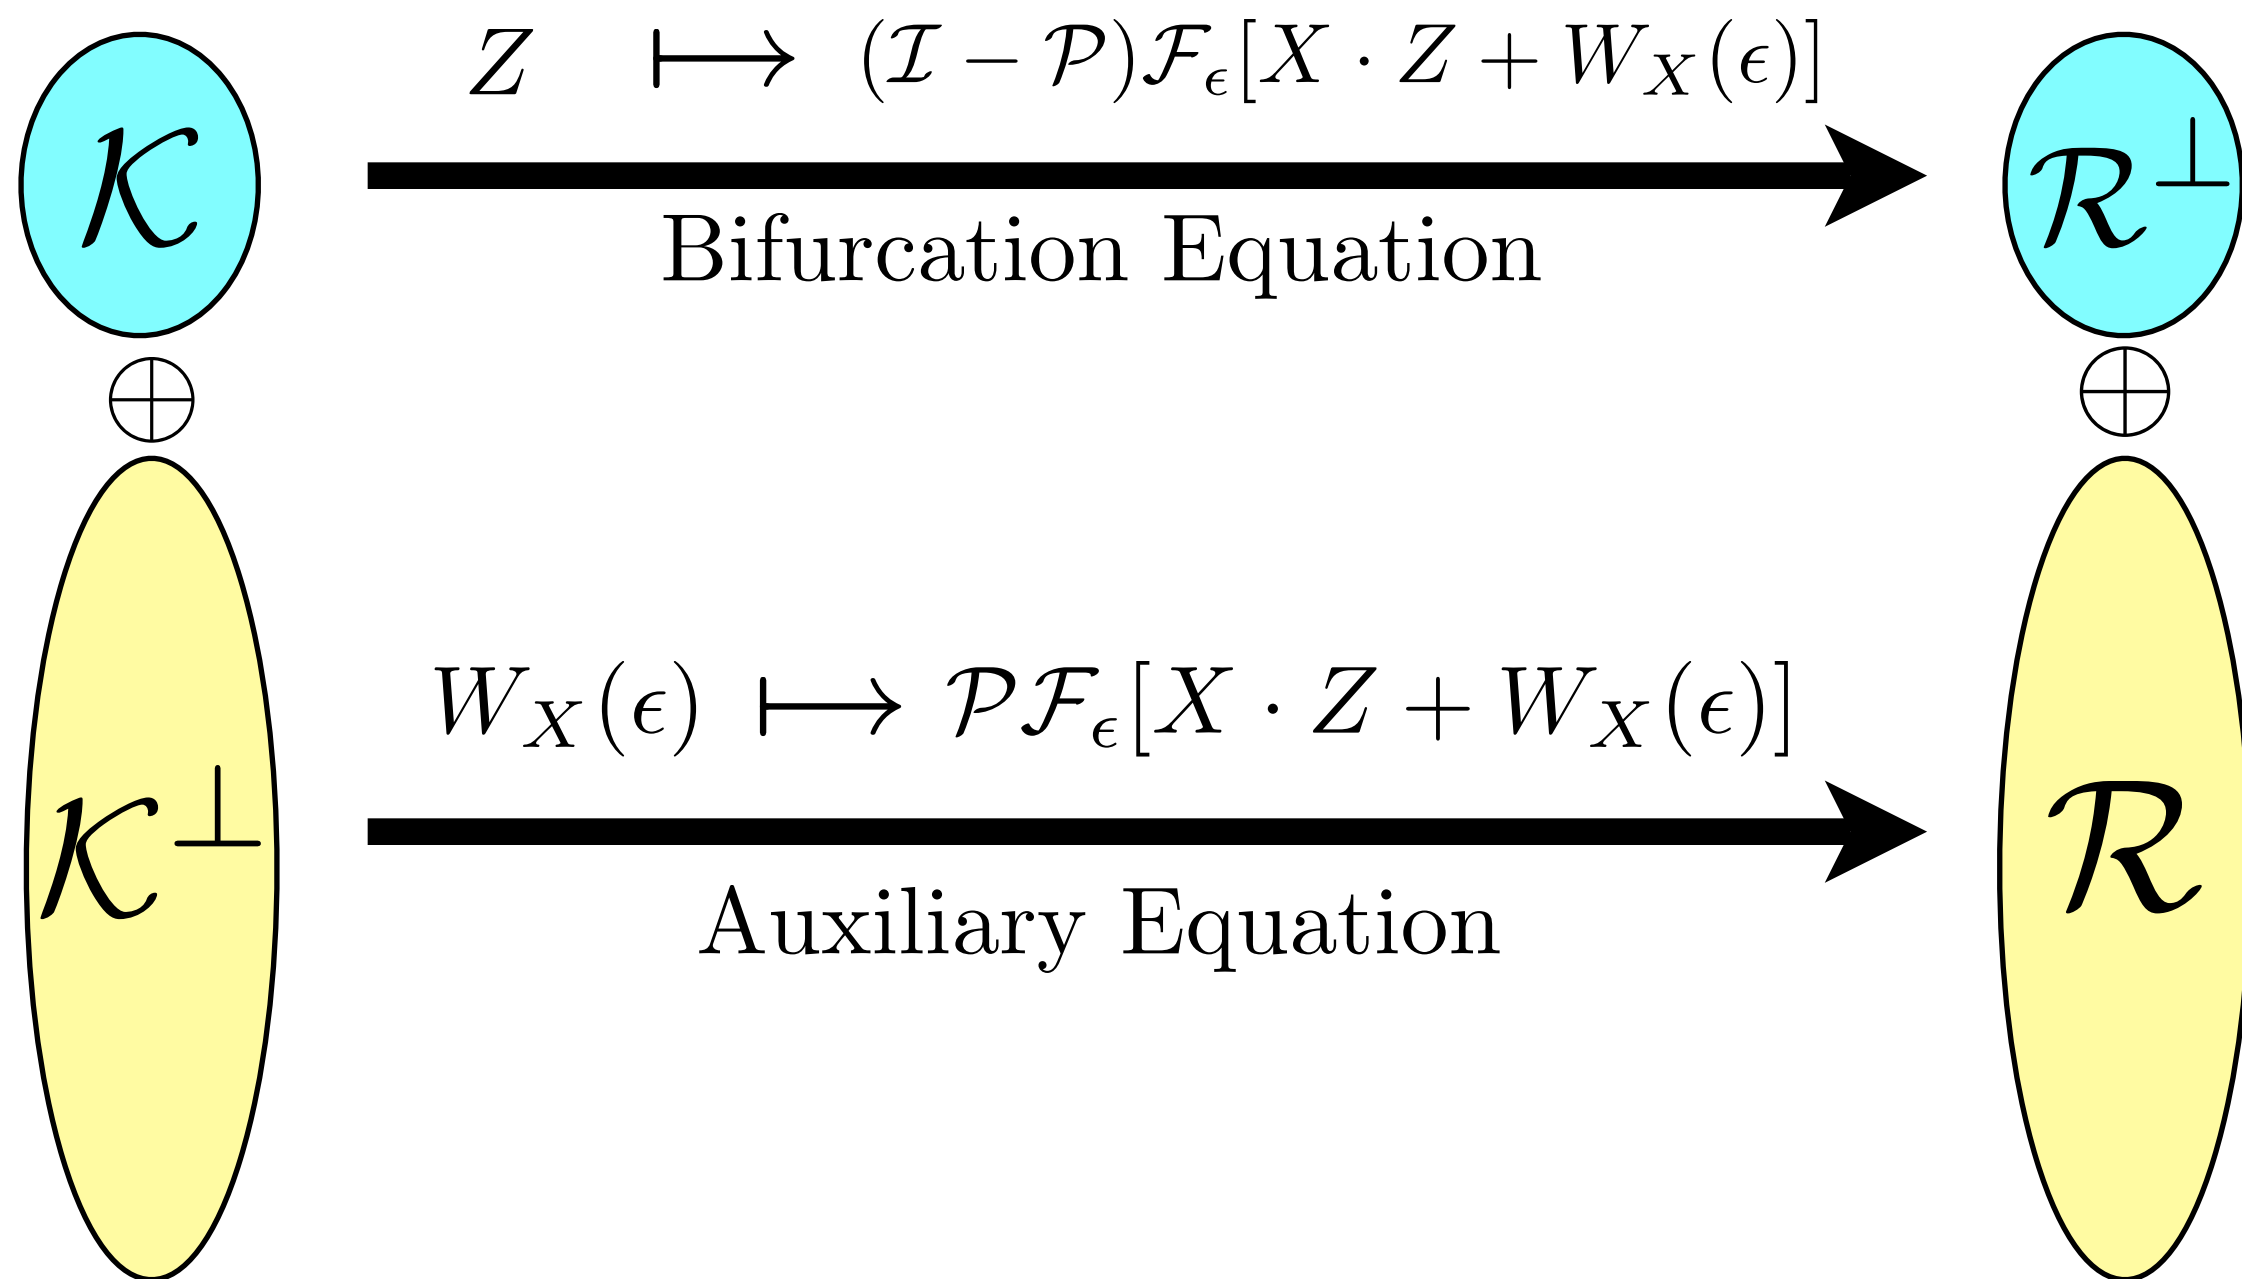 Z ⟼ (ℐ − 𝒫)ℱ_ϵ[X · Z + W_X(ϵ)]
𝒦
ℛ^⊥
Bifurcation Equation
⊕ ⊕
W_X(ϵ) ⟼ 𝒫ℱ_ϵ[X · Z + W_X(ϵ)]
𝒦^⊥
ℛ
Auxiliary Equation